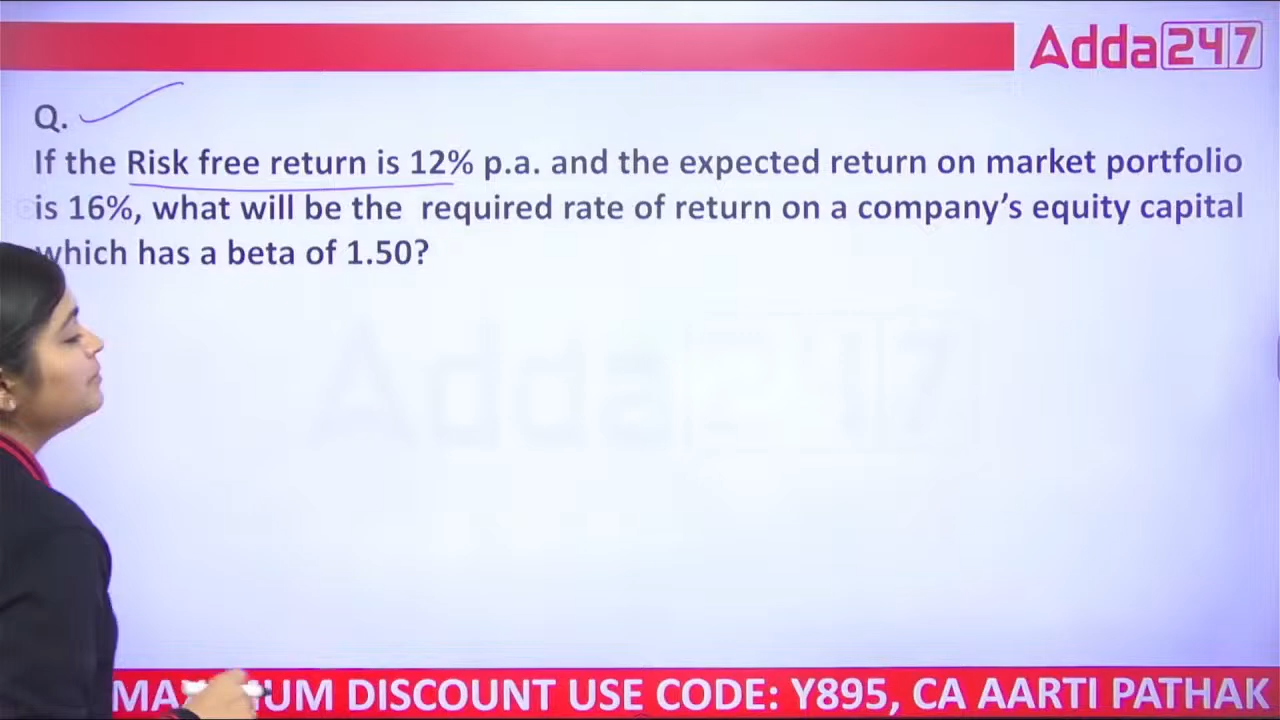 Adda247
Q.
If the Risk free return is 12% p.a. and the expected return on market portfolio
is 16%, what will be the required rate of return on a company's equity capital
which has a beta of 1.50?
Adda247
DISCOUNT USE CODE: Y895, CA AARTI PATHAK